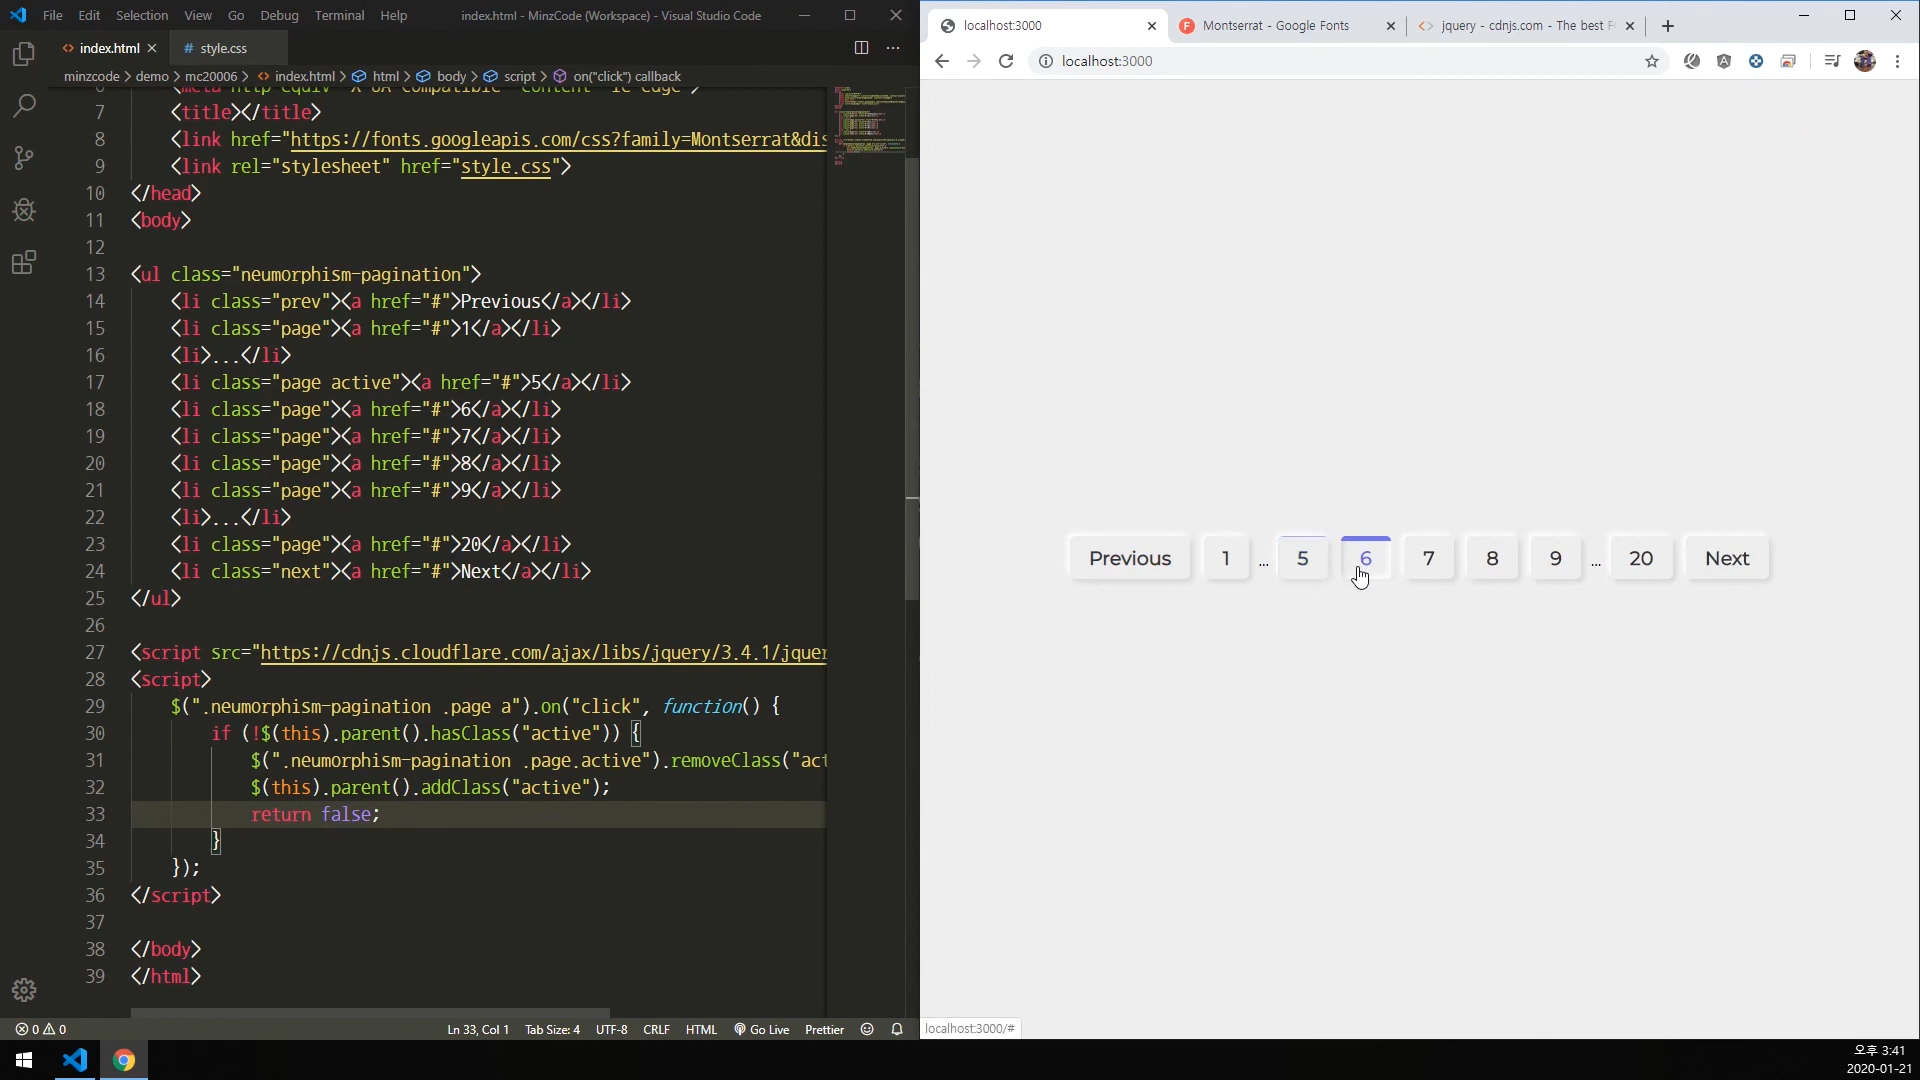 File Edit Selection View Go Debug Terminal Help index.html - MinzCode (Workspace) - Visual Studio Code
index.html style.css
minzcode > demo > mc20006 > index.html > html > body > script > on("click") callback
6 <meta http-equiv="X-UA-Compatible" content="ie-edge">
7 <title></title>
8 <link href="https://fonts.googleapis.com/css?family=Montserrat&dis
9 <link rel="stylesheet" href="style.css">
10 </head>
11 <body>
12
13 <ul class="neumorphism-pagination">
14 <li class="prev"><a href="#">Previous</a></li>
15 <li class="page"><a href="#">1</a></li>
16 <li>...</li>
17 <li class="page active"><a href="#">5</a></li>
18 <li class="page"><a href="#">6</a></li>
19 <li class="page"><a href="#">7</a></li>
20 <li class="page"><a href="#">8</a></li>
21 <li class="page"><a href="#">9</a></li>
22 <li>...</li>
23 <li class="page"><a href="#">20</a></li>
24 <li class="next"><a href="#">Next</a></li>
25 </ul>
26
27 <script src="https://cdnjs.cloudflare.com/ajax/libs/jquery/3.4.1/jquer
28 <script>
29 $(".neumorphism-pagination .page a").on("click", function() {
30 if (!$(this).parent().hasClass("active")) {
31 $(".neumorphism-pagination .page.active").removeClass("act
32 $(this).parent().addClass("active");
33 return false;
34 }
35 });
36 </script>
37
38 </body>
39 </html>
0 0 Ln 33, Col 1 Tab Size: 4 UTF-8 CRLF HTML Go Live Prettier
localhost:3000 Montserrat - Google Fonts jquery - cdnjs.com - The best F
localhost:3000
Previous 1 ... 5 6 7 8 9 ... 20 Next
localhost:3000/#
오후 3:41
2020-01-21